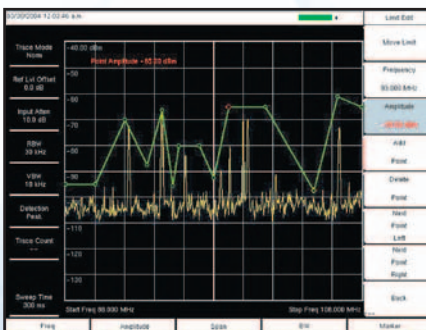 03/30/2004 12:03:46 am
Limit Edit
Trace Mode
None
Ref Lvl Offset
0.0 dB
Input Atten
10.0 dB
RBW
30 kHz
VBW
10 kHz
Detection
Peak
Trace Count
---
Sweep Time
300 ms
-40.00 dBm
Point Amplitude
-50
-60
-70
-80
-90
-100
-110
-120
-130
Start Freq 88.000 MHz
Stop Freq 108.000 MHz
Move Limit
Frequency
93.000 MHz
Amplitude
Add
Point
Delete
Point
Next
Point
Left
Next
Point
Right
Back
Freq
Amplitude
Span
BW
Marker